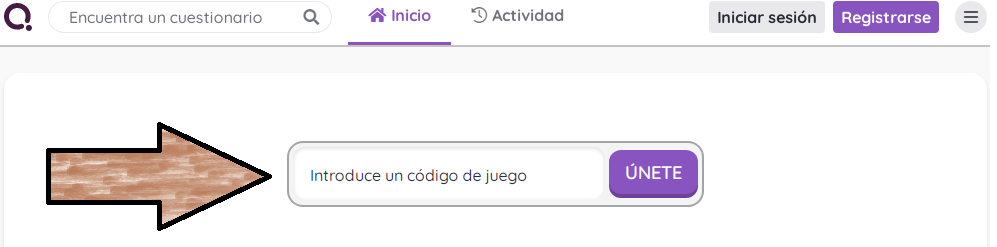 Encuentra un cuestionario
Inicio
Actividad
Iniciar sesión
Registrarse
Introduce un código de juego
ÚNETE